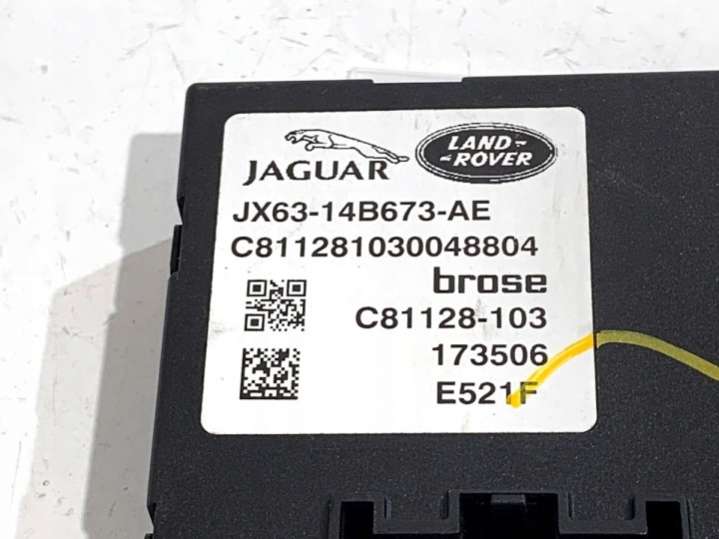 JAGUAR
LAND-
-ROVER
JX63-14B673-AE
C811281030048804
brose
C81128-103
173506
E521F